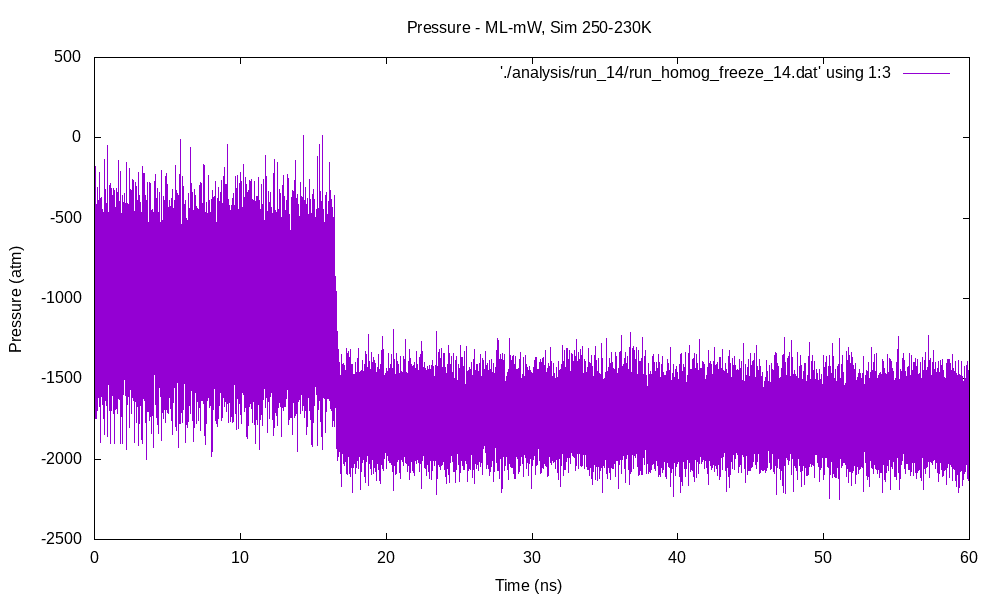 Pressure - ML-mW, Sim 250-230K
'./analysis/run_14/run_homog_freeze_14.dat' using 1:3
500
0
-500
-1000
-1500
-2000
-2500
Pressure (atm)
0 10 20 30 40 50 60
Time (ns)